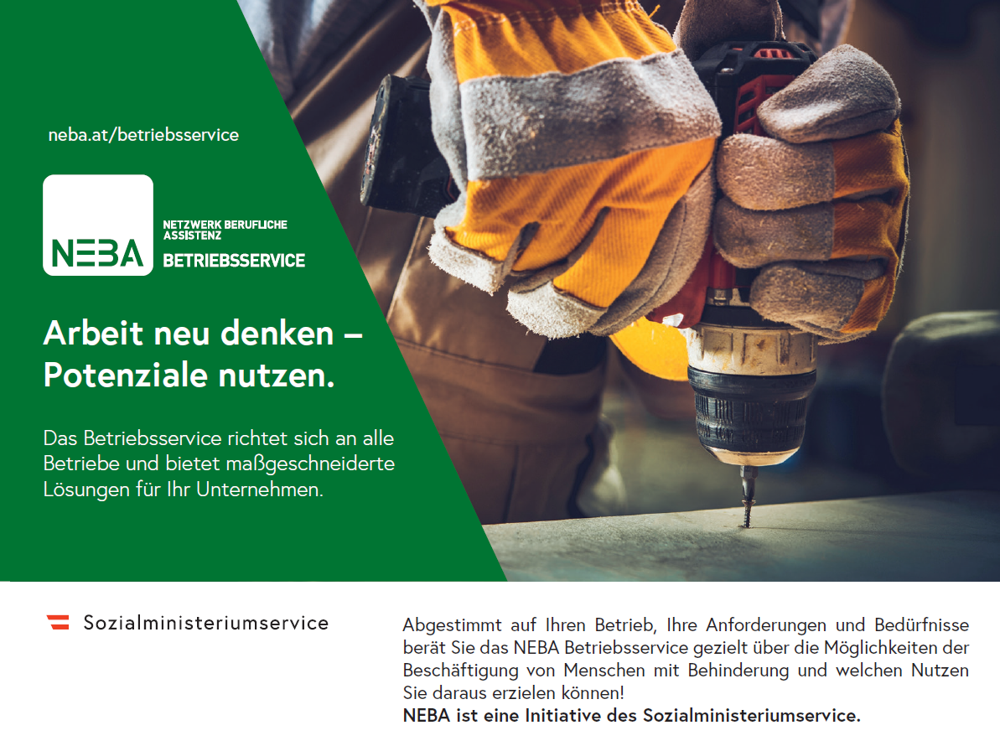 neba.at/betriebsservice
NEBA
NETZWERK BERUFLICHE
ASSISTENZ
BETRIEBSSERVICE
Arbeit neu denken –
Potenziale nutzen.
Das Betriebsservice richtet sich an alle
Betriebe und bietet maßgeschneiderte
Lösungen für Ihr Unternehmen.
Sozialministeriumservice
Abgestimmt auf Ihren Betrieb, Ihre Anforderungen und Bedürfnisse
berät Sie das NEBA Betriebsservice gezielt über die Möglichkeiten der
Beschäftigung von Menschen mit Behinderung und welchen Nutzen
Sie daraus erzielen können!
NEBA ist eine Initiative des Sozialministeriumservice.